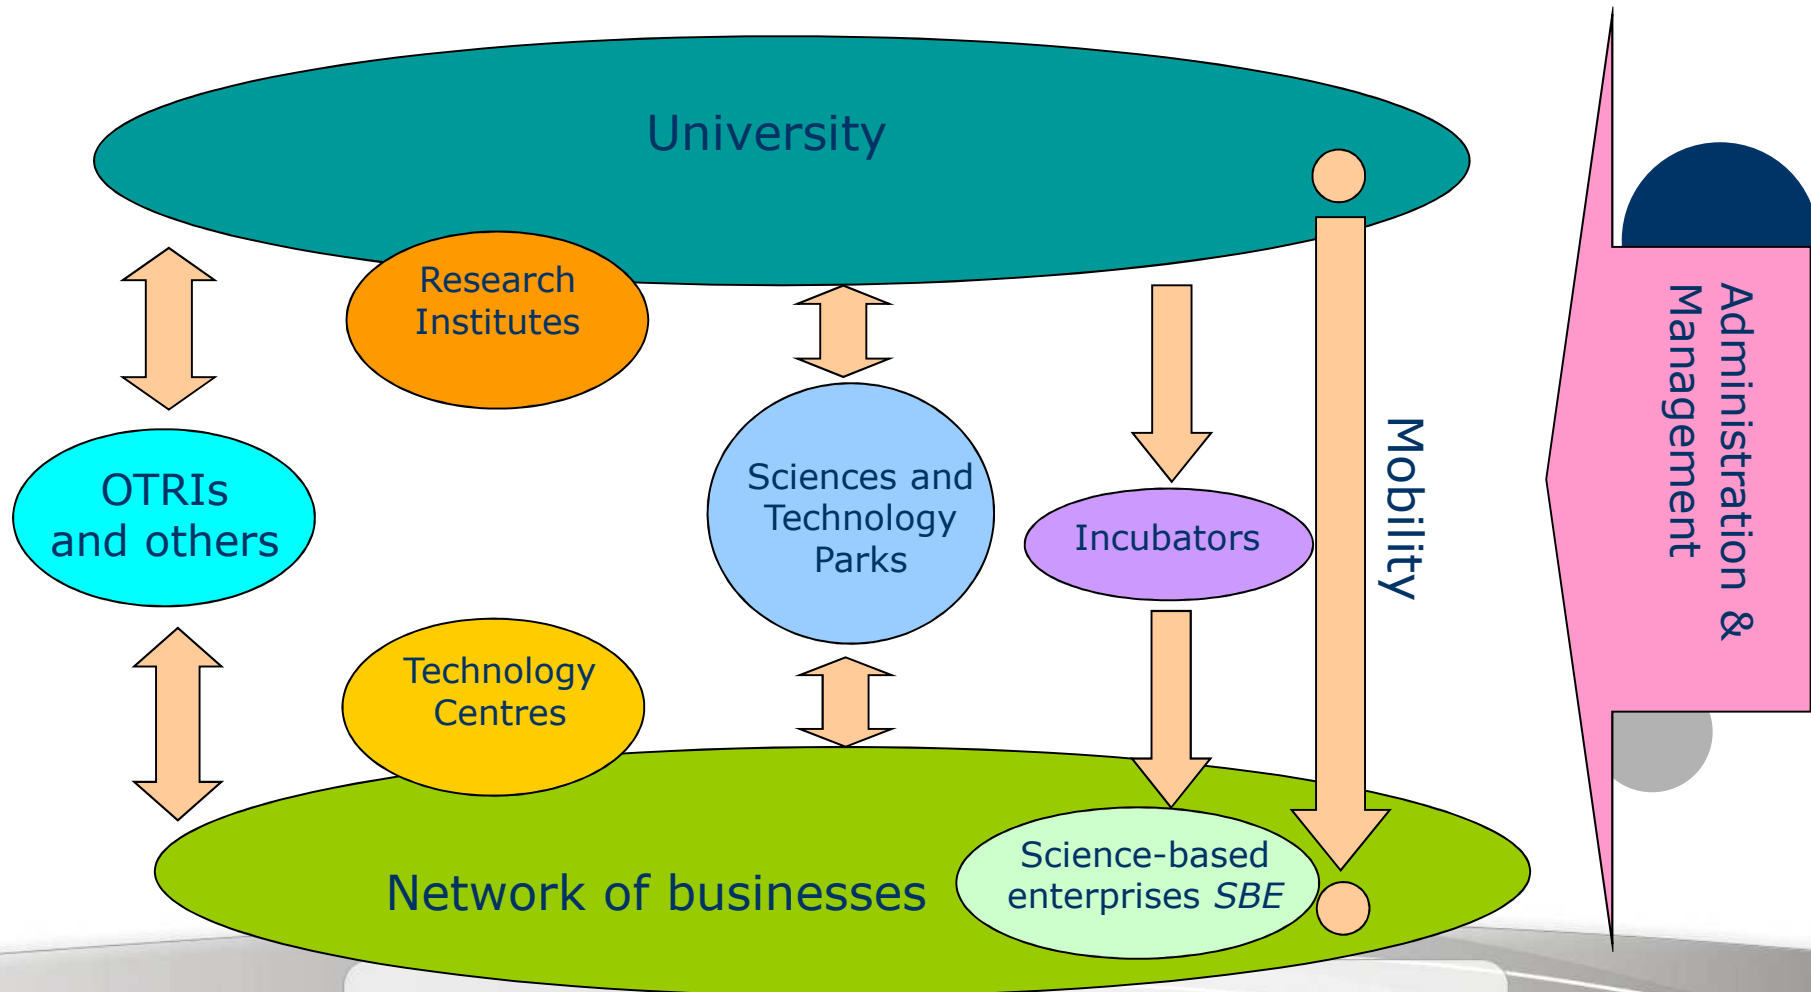 University
Research
Institutes
OTRIs
and others
Sciences and
Technology
Parks
Incubators
Mobility
Administration &
Management
Technology
Centres
Network of businesses
Science-based
enterprises SBE